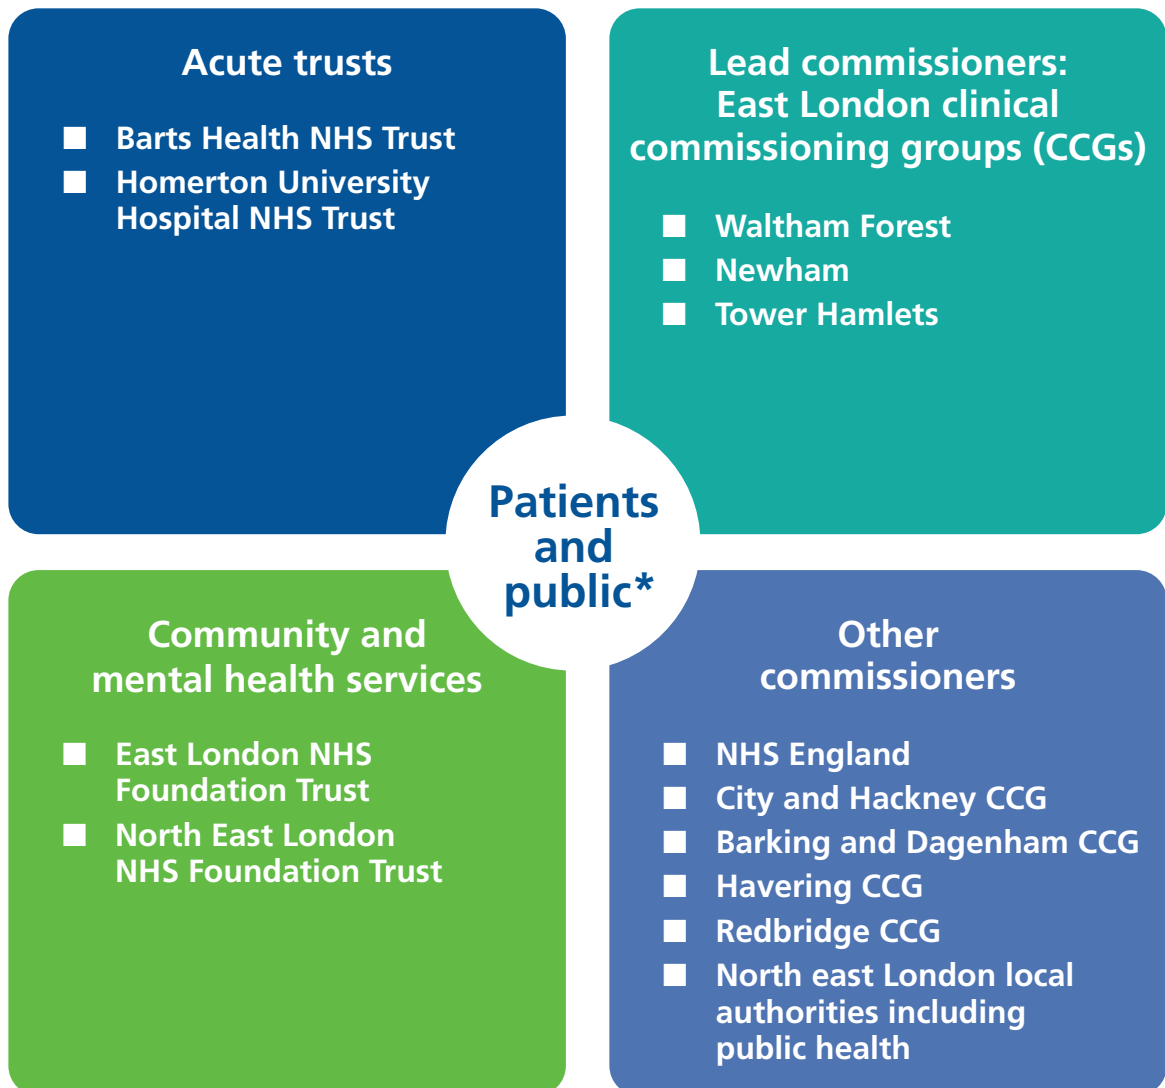 Acute trusts
■ Barts Health NHS Trust
■ Homerton University
Hospital NHS Trust
Lead commissioners:
East London clinical
commissioning groups (CCGs)
■ Waltham Forest
■ Newham
■ Tower Hamlets
Patients
and
public*
Community and
mental health services
■ East London NHS
Foundation Trust
■ North East London
NHS Foundation Trust
Other
commissioners
■ NHS England
■ City and Hackney CCG
■ Barking and Dagenham CCG
■ Havering CCG
■ Redbridge CCG
■ North east London local
authorities including
public health